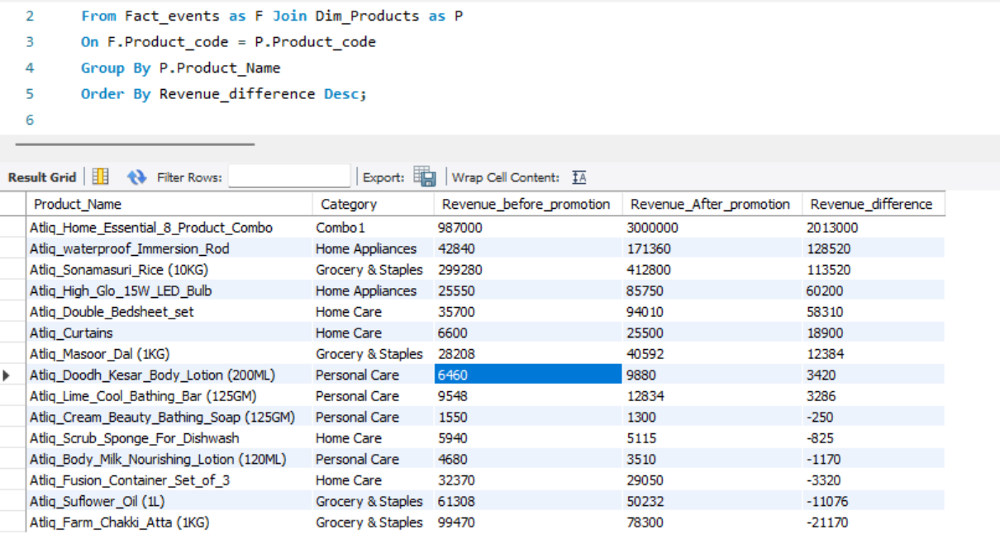 2 From Fact_events as F Join Dim_Products as P
3 On F.Product_code = P.Product_code
4 Group By P.Product_Name
5 Order By Revenue_difference Desc;
6
Result Grid Filter Rows: Export: Wrap Cell Content: IA
Product_Name Category Revenue_before_promotion Revenue_After_promotion Revenue_difference
Atliq_Home_Essential_8_Product_Combo Combo1 987000 3000000 2013000
Atliq_waterproof_Immersion_Rod Home Appliances 42840 171360 128520
Atliq_Sonamasuri_Rice (10KG) Grocery & Staples 299280 412800 113520
Atliq_High_Glo_15W_LED_Bulb Home Appliances 25550 85750 60200
Atliq_Double_Bedsheet_set Home Care 35700 94010 58310
Atliq_Curtains Home Care 6600 25500 18900
Atliq_Masoor_Dal (1KG) Grocery & Staples 28208 40592 12384
Atliq_Doodh_Kesar_Body_Lotion (200ML) Personal Care 6460 9880 3420
Atliq_Lime_Cool_Bathing_Bar (125GM) Personal Care 9548 12834 3286
Atliq_Cream_Beauty_Bathing_Soap (125GM) Personal Care 1550 1300 -250
Atliq_Scrub_Sponge_For_Dishwash Home Care 5940 5115 -825
Atliq_Body_Milk_Nourishing_Lotion (120ML) Personal Care 4680 3510 -1170
Atliq_Fusion_Container_Set_of_3 Home Care 32370 29050 -3320
Atliq_Suflower_Oil (1L) Grocery & Staples 61308 50232 -11076
Atliq_Farm_Chakki_Atta (1KG) Grocery & Staples 99470 78300 -21170